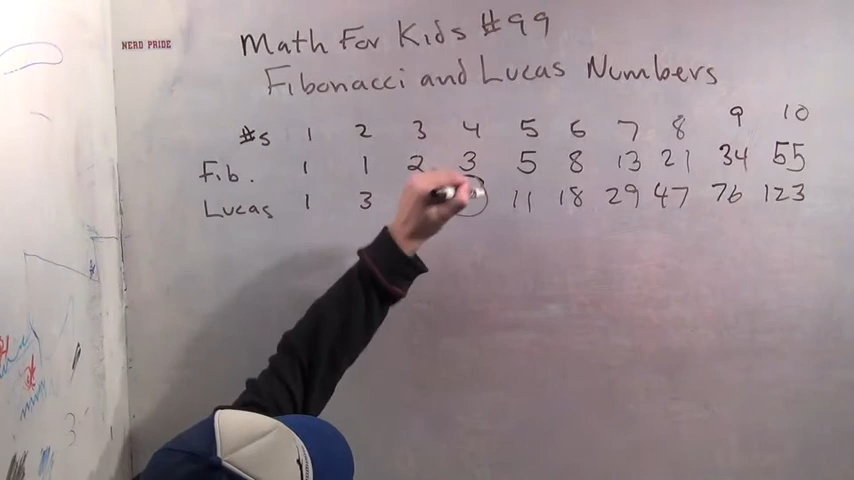 NERD PRIDE
Math For Kids #99
Fibonacci and Lucas Numbers
#s 1 2 3 4 5 6 7 8 9 10
Fib. 1 1 2 3 5 8 13 21 34 55
Lucas 1 3 11 18 29 47 76 123